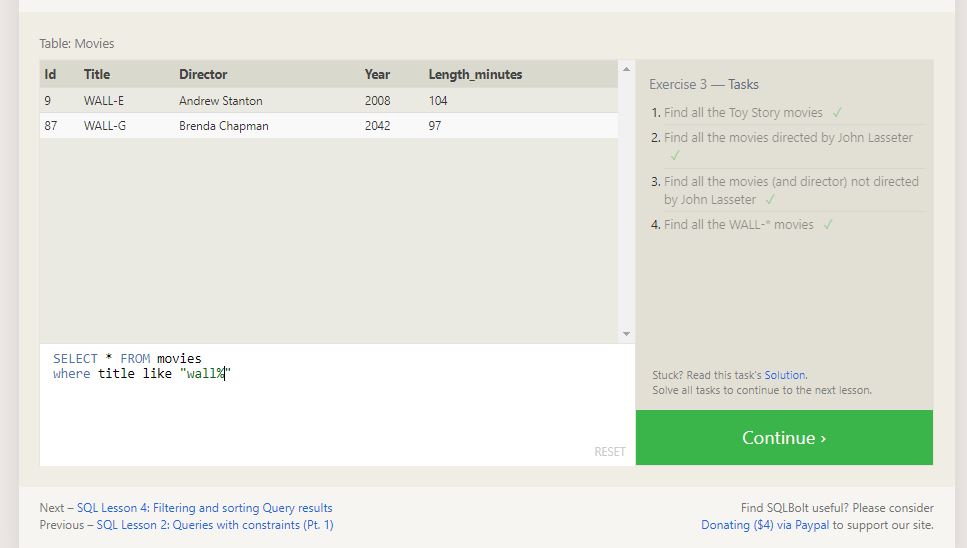 Table: Movies
Id Title Director Year Length_minutes
9 WALL-E Andrew Stanton 2008 104
87 WALL-G Brenda Chapman 2042 97
SELECT * FROM movies
where title like "wall%"
RESET
Exercise 3 — Tasks
1. Find all the Toy Story movies ✓
2. Find all the movies directed by John Lasseter
✓
3. Find all the movies (and director) not directed
by John Lasseter ✓
4. Find all the WALL-* movies ✓
Stuck? Read this task's Solution.
Solve all tasks to continue to the next lesson.
Continue ›
Next – SQL Lesson 4: Filtering and sorting Query results
Previous – SQL Lesson 2: Queries with constraints (Pt. 1)
Find SQLBolt useful? Please consider
Donating ($4) via Paypal to support our site.